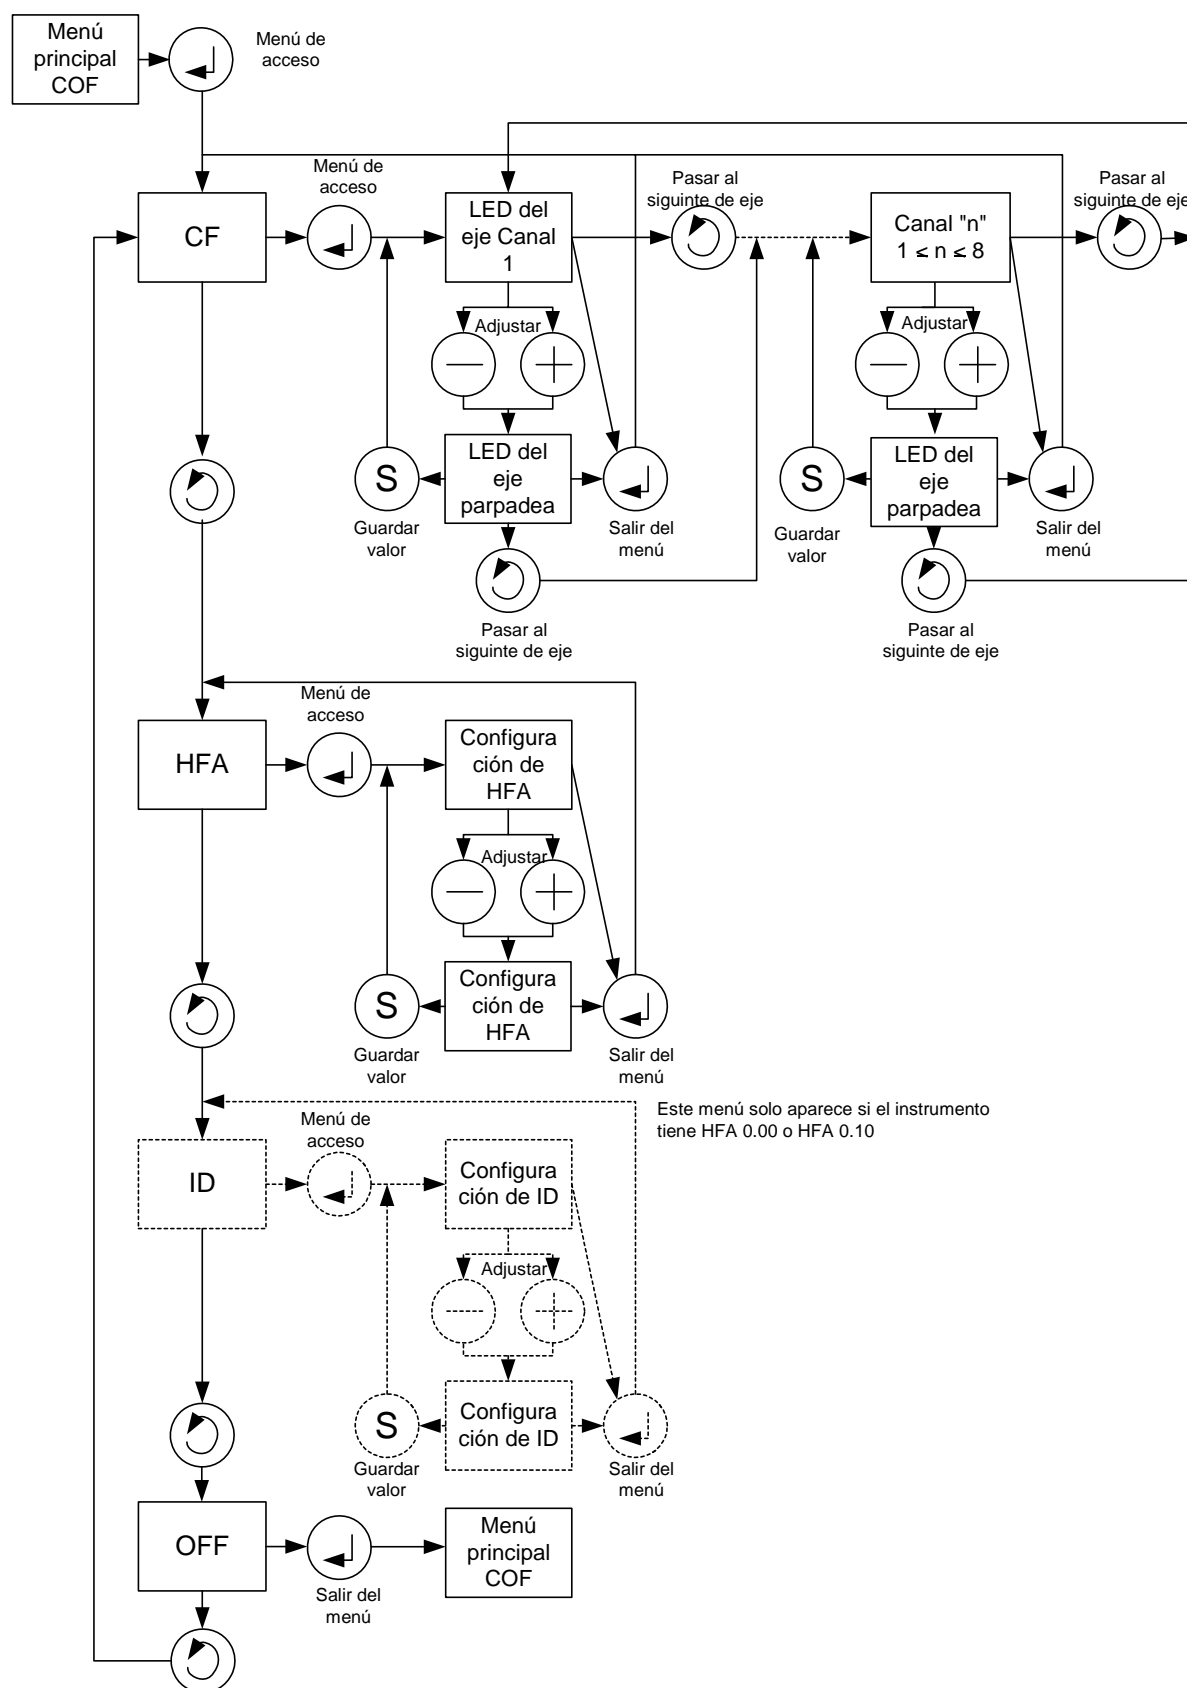 Menú
principal
COF
Menú de
acceso
CF
Menú de
acceso
LED del
eje Canal
1
Pasar al
siguinte de eje
Canal "n"
1 ≤ n ≤ 8
Pasar al
siguinte de eje
Adjustar
Adjustar
S
Guardar
valor
LED del
eje
parpadea
Salir del
menú
S
Guardar
valor
LED del
eje
parpadea
Salir del
menú
Pasar al
siguinte de eje
Pasar al
siguinte de eje
HFA
Menú de
acceso
Configura
ción de
HFA
Adjustar
S
Guardar
valor
Configura
ción de
HFA
Salir del
menú
Este menú solo aparece si el instrumento
tiene HFA 0.00 o HFA 0.10
ID
Menú de
acceso
Configura
ción de ID
Adjustar
S
Guardar
valor
Configura
ción de ID
Salir del
menú
OFF
Salir del
menú
Menú
principal
COF